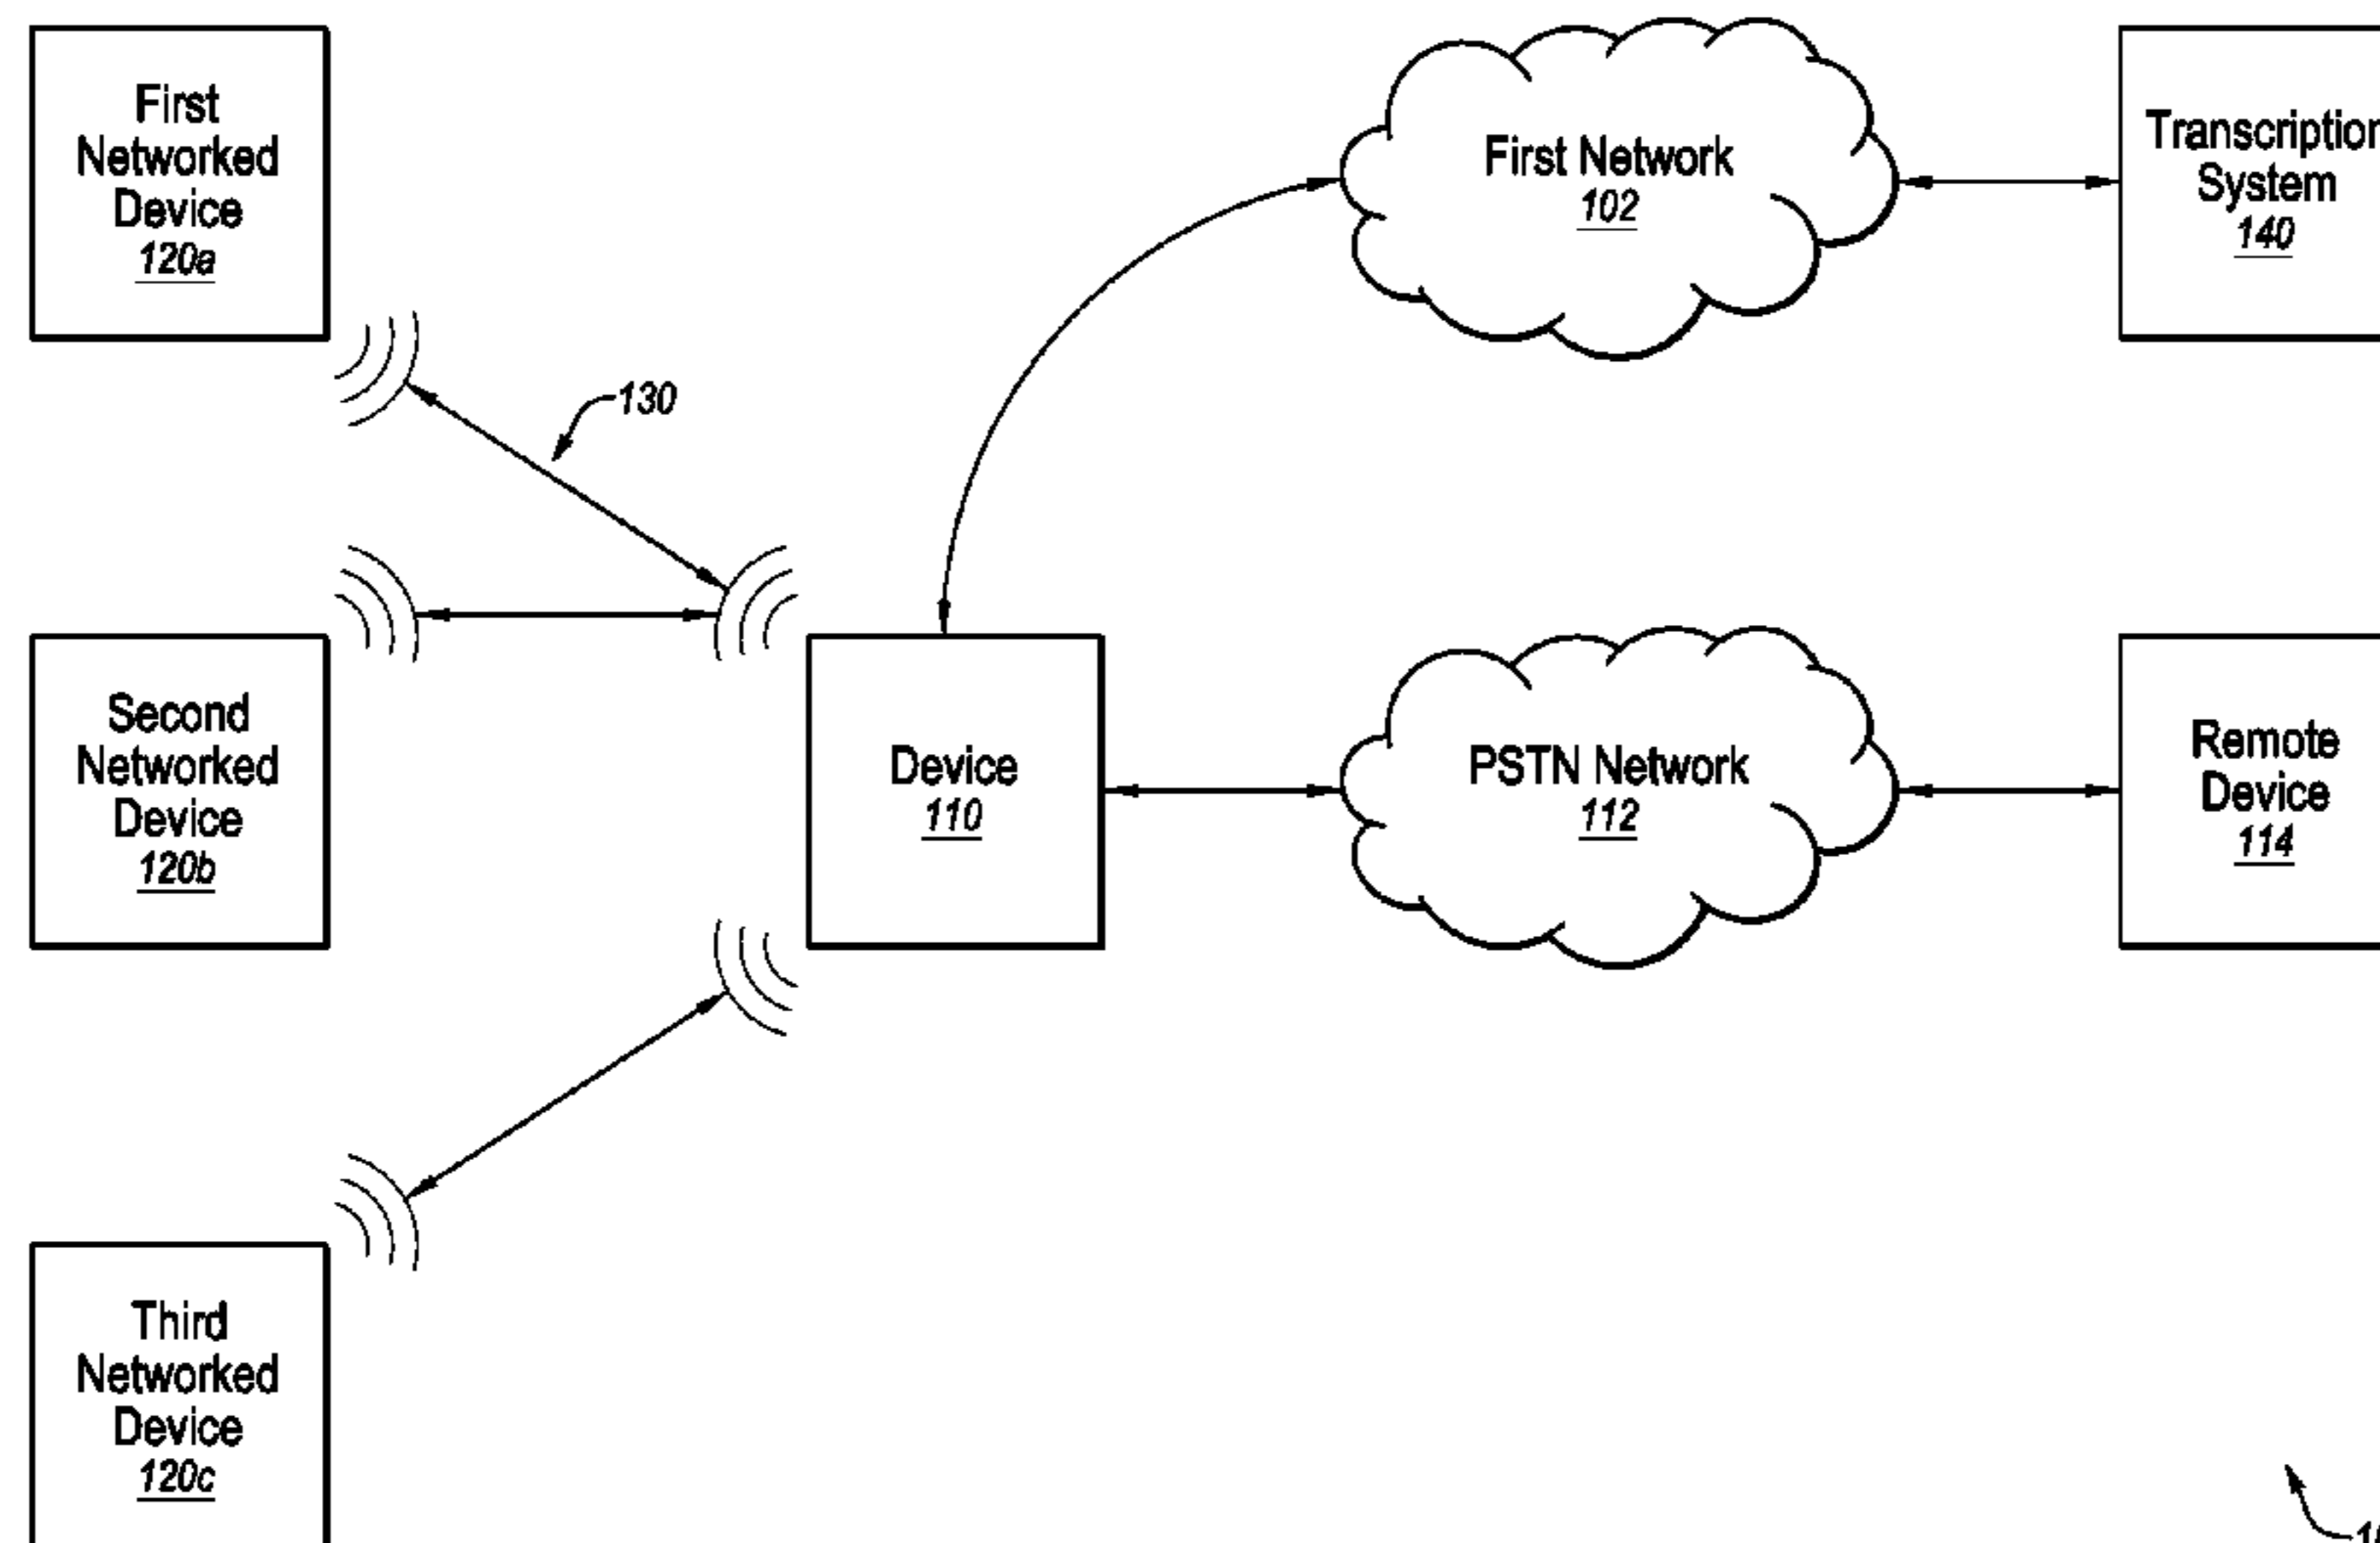 First
Networked
Device
120a
First Network
102
Transcription
System
140
130
Second
Networked
Device
120b
Device
110
PSTN Network
112
Remote
Device
114
Third
Networked
Device
120c